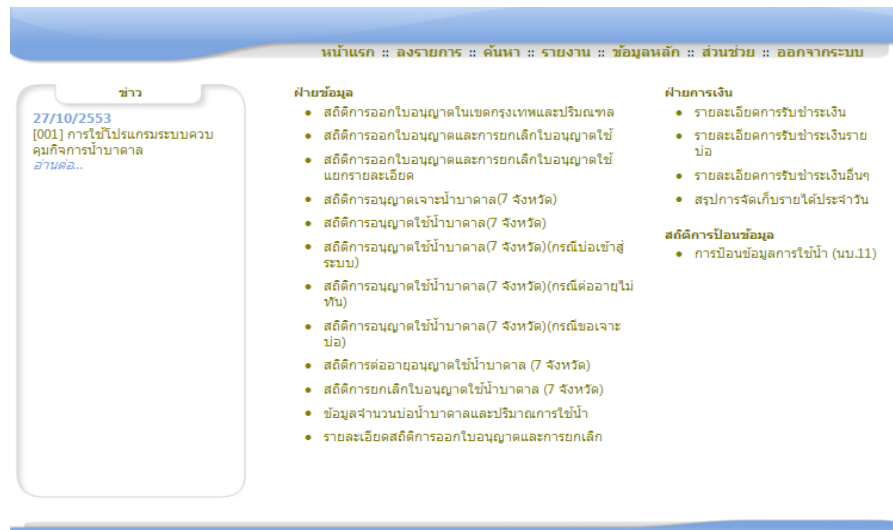 หน้าแรก :: ลงรายการ :: ค้นหา :: รายงาน :: ข้อมูลหลัก :: ส่วนช่วย :: ออกจากระบบ
ข่าว
27/10/2553
[001] การใช้โปรแกรมระบบควบ
คุมกิจการน้ำบาดาล
อ่านต่อ...
ฝ่ายข้อมูล
• สถิติการออกใบอนุญาตในเขตกรุงเทพและปริมณฑล
• สถิติการออกใบอนุญาตและการยกเลิกใบอนุญาตใช้
• สถิติการออกใบอนุญาตและการยกเลิกใบอนุญาตใช้
แยกรายละเอียด
• สถิติการอนุญาตเจาะน้ำบาดาล(7 จังหวัด)
• สถิติการอนุญาตใช้น้ำบาดาล(7 จังหวัด)
• สถิติการอนุญาตใช้น้ำบาดาล(7 จังหวัด)(กรณีบ่อเข้าสู่
ระบบ)
• สถิติการอนุญาตใช้น้ำบาดาล(7 จังหวัด)(กรณีต่ออายุไม่
ทัน)
• สถิติการอนุญาตใช้น้ำบาดาล(7 จังหวัด)(กรณีขอเจาะ
บ่อ)
• สถิติการต่ออายุอนุญาตใช้น้ำบาดาล (7 จังหวัด)
• สถิติการยกเลิกใบอนุญาตใช้น้ำบาดาล (7 จังหวัด)
• ข้อมูลจำนวนบ่อน้ำบาดาลและปริมาณการใช้น้ำ
• รายละเอียดสถิติการออกใบอนุญาตและการยกเลิก
ฝ่ายการเงิน
• รายละเอียดการรับชำระเงิน
• รายละเอียดการรับชำระเงินราย
บ่อ
• รายละเอียดการรับชำระเงินอื่นๆ
• สรุปการจัดเก็บรายได้ประจำวัน
สถิติการป้อนข้อมูล
• การป้อนข้อมูลการใช้น้ำ (นบ.11)